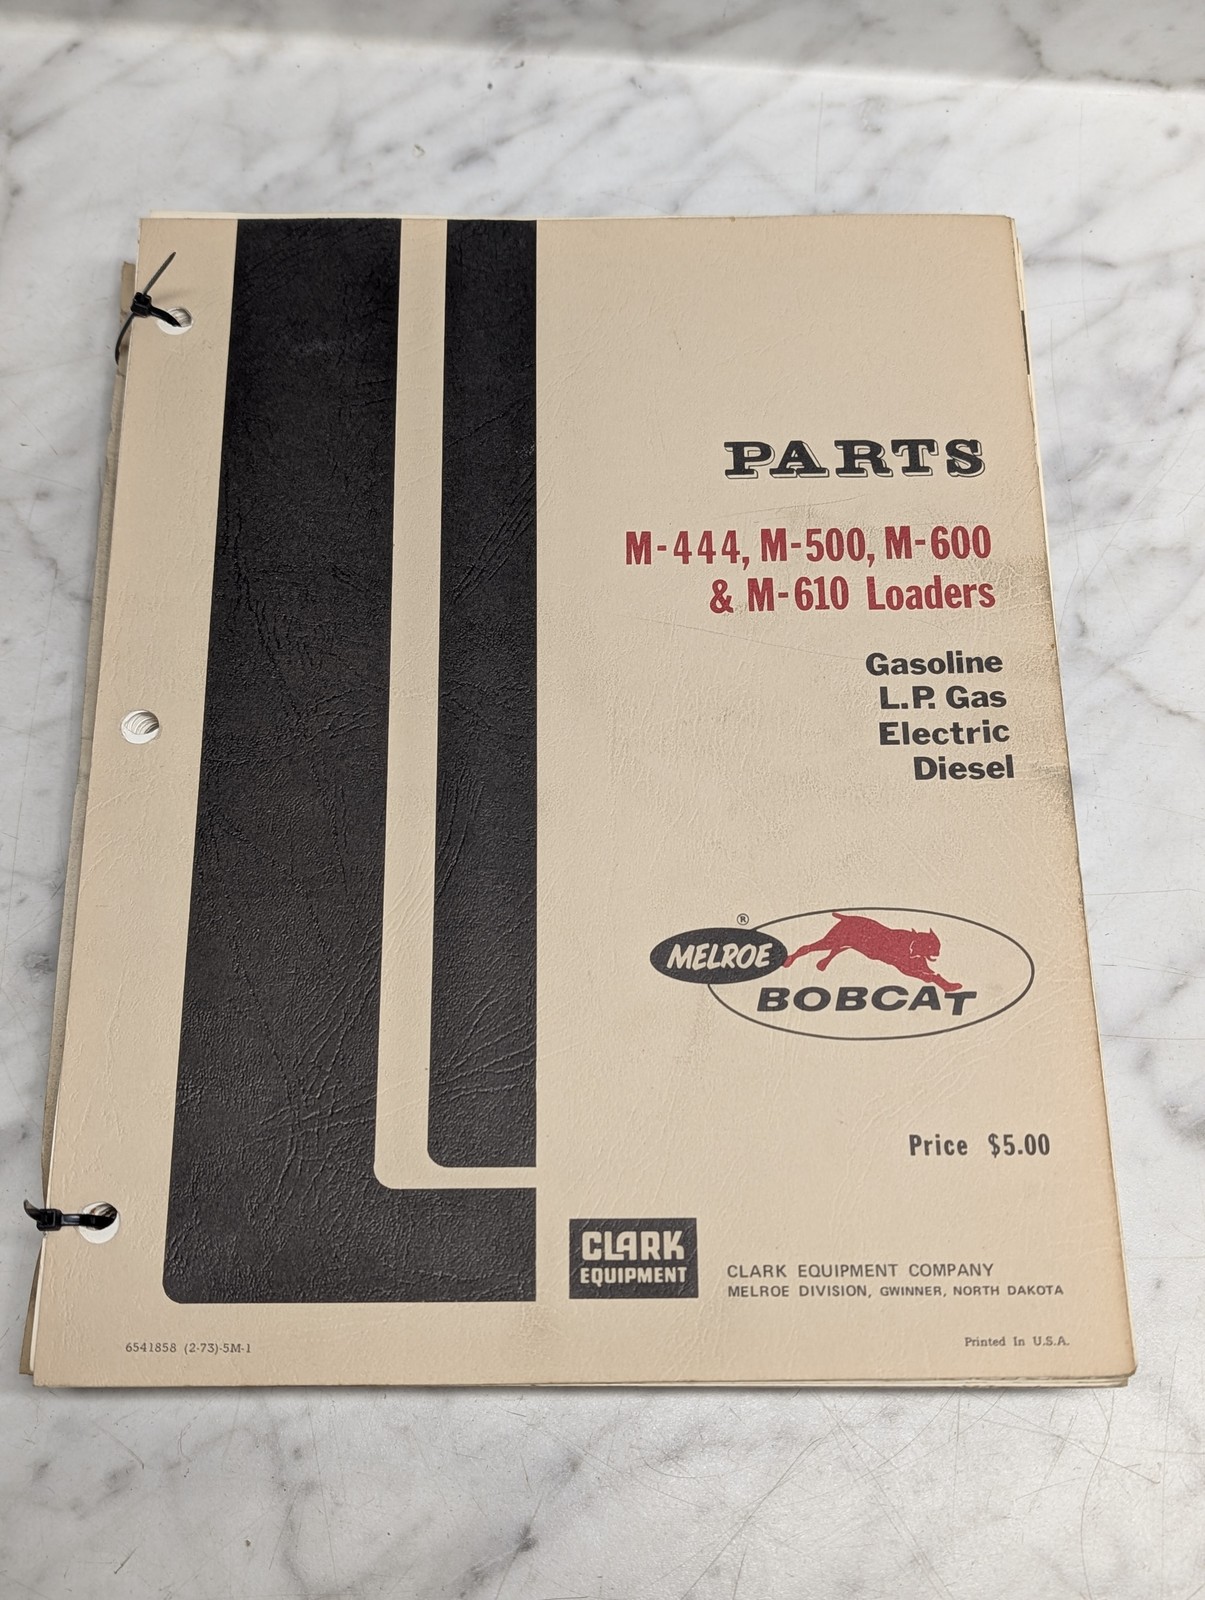 PARTS
M-444, M-500, M-600
& M-610 Loaders
Gasoline
L.P. Gas
Electric
Diesel
®
MELROE
BOBCAT
Price $5.00
CLARK
EQUIPMENT
CLARK EQUIPMENT COMPANY
MELROE DIVISION, GWINNER, NORTH DAKOTA
6541858 (2-73)-5M-1
Printed In U.S.A.